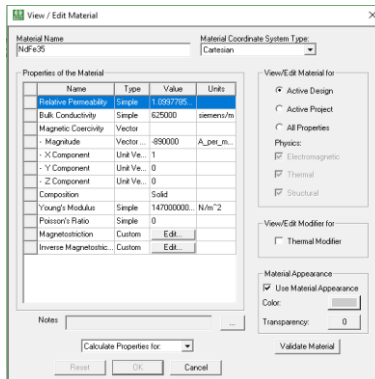 View / Edit Material
Material Name
NdFe35
Material Coordinate System Type:
Cartesian
Properties of the Material
Name Type Value Units
Relative Permeability Simple 1.0997785...
Bulk Conductivity Simple 625000 siemens/m
Magnetic Coercivity Vector
- Magnitude Vector ... -890000 A_per_m...
- X Component Unit Ve... 1
- Y Component Unit Ve... 0
- Z Component Unit Ve... 0
Composition Solid
Young's Modulus Simple 147000000... N/m^2
Poisson's Ratio Simple 0
Magnetostriction Custom Edit...
Inverse Magnetostric... Custom Edit...
View/Edit Material for
Active Design
Active Project
All Properties
Physics:
Electromagnetic
Thermal
Structural
View/Edit Modifier for
Thermal Modifier
Material Appearance
Use Material Appearance
Color:
Transparency: 0
Notes ...
Calculate Properties for:
Validate Material
Reset OK Cancel